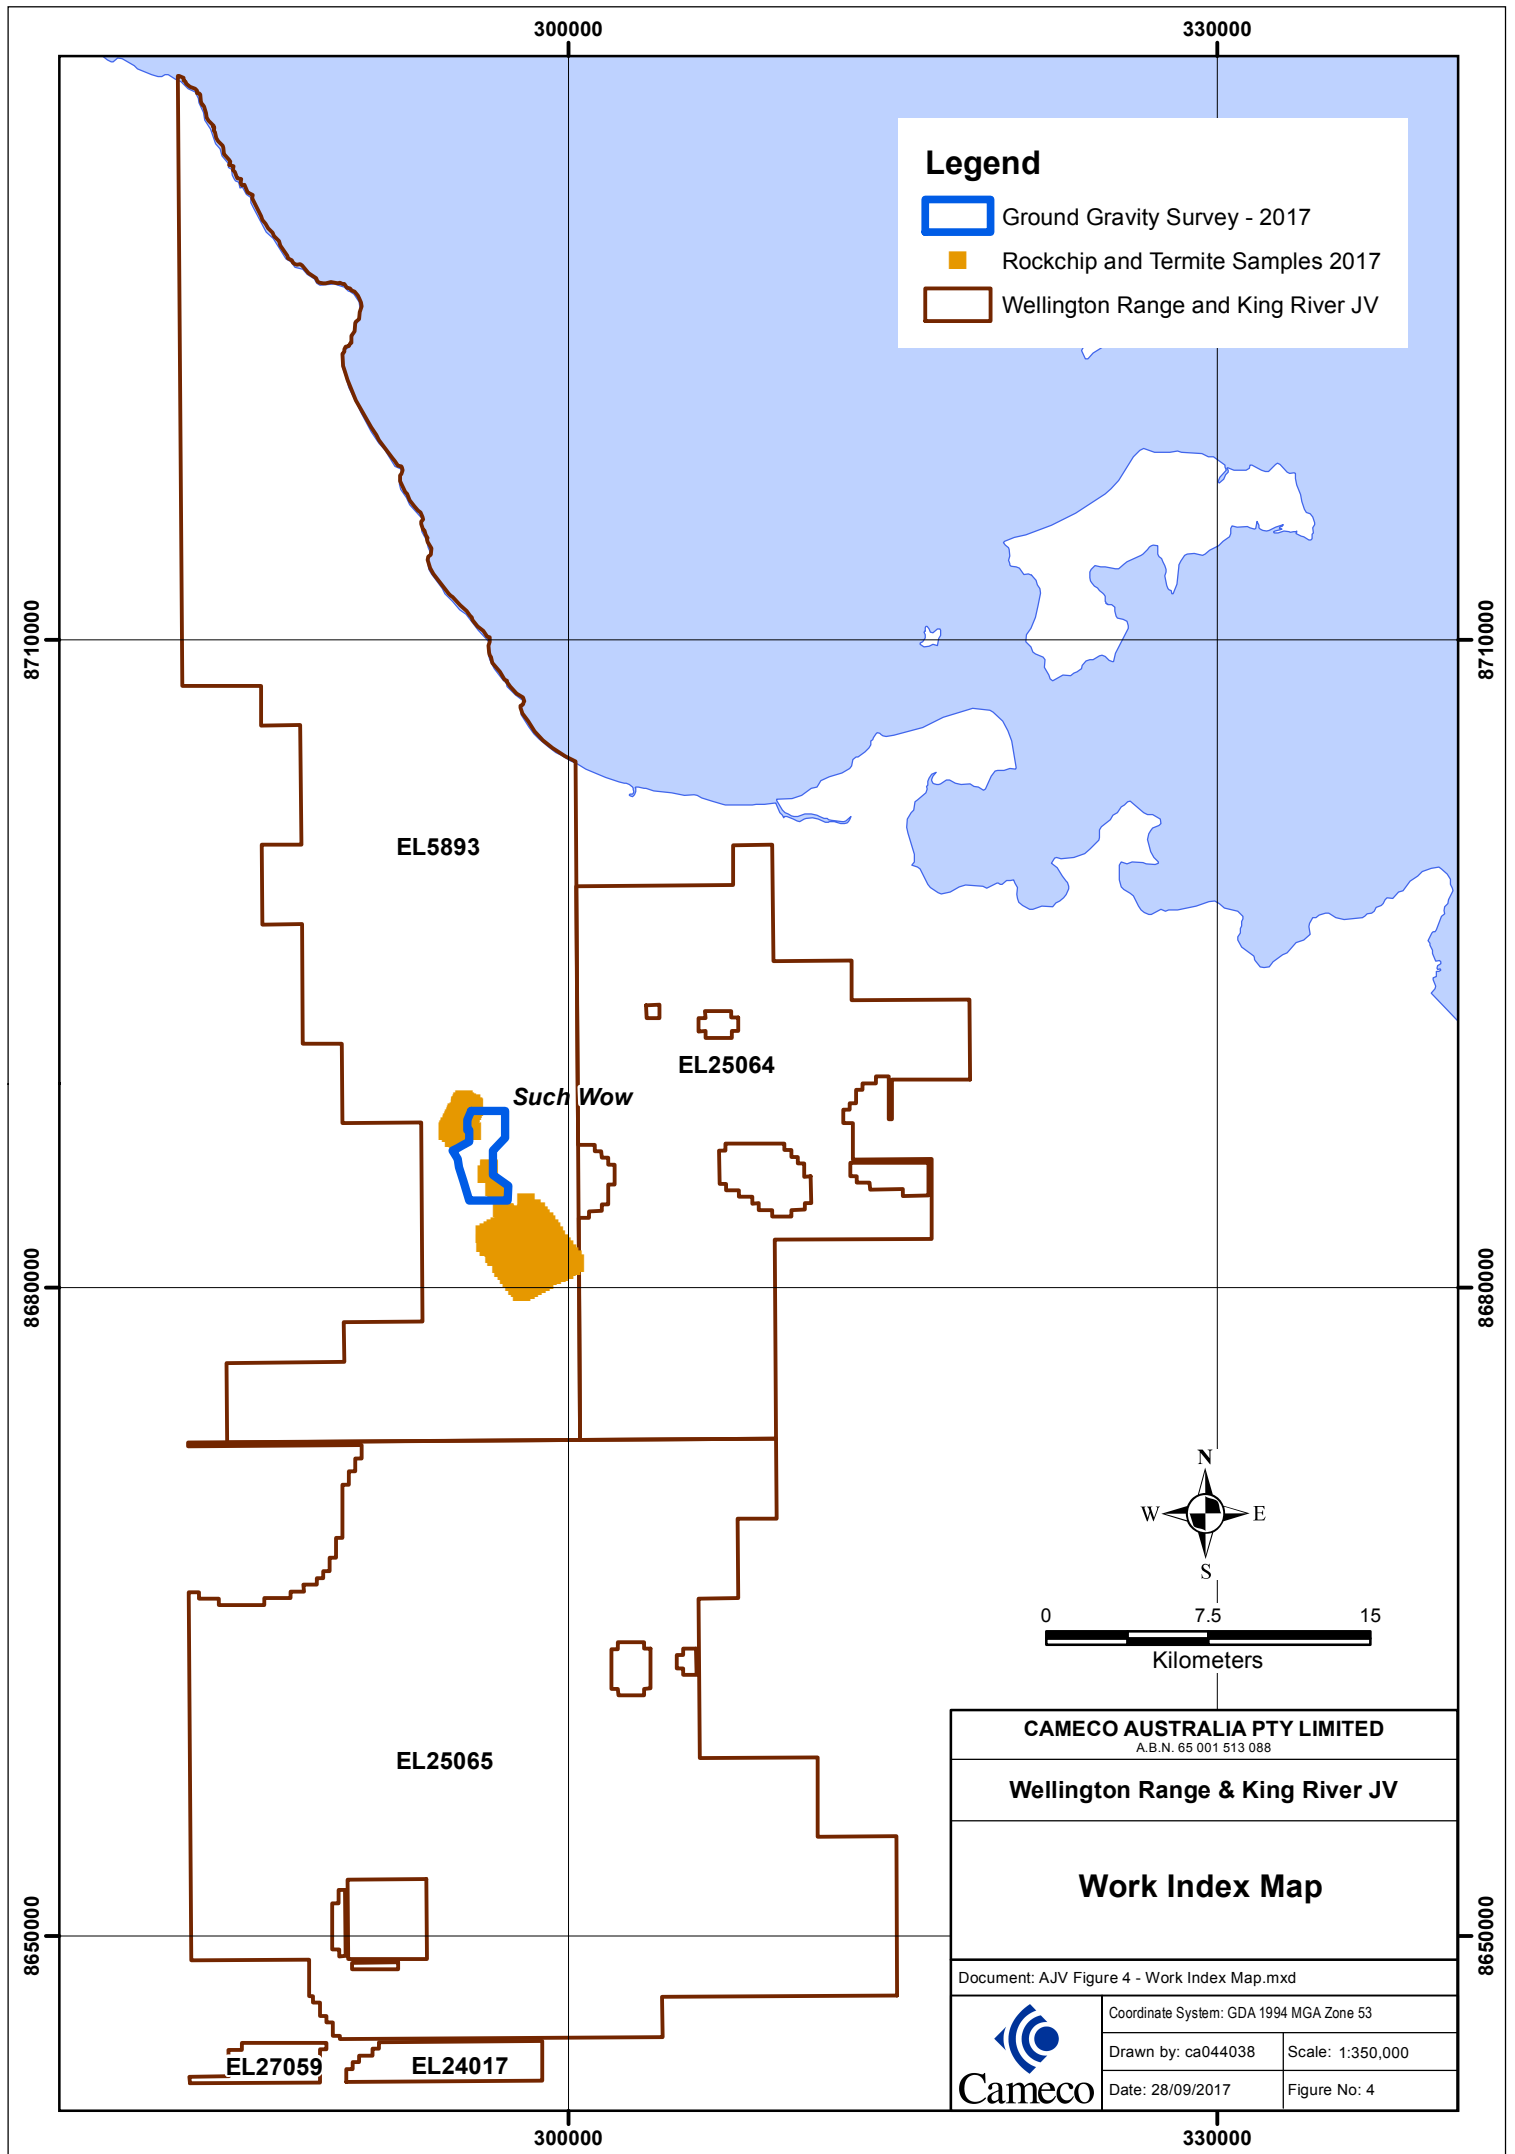 300000
330000
Legend
Ground Gravity Survey - 2017
Rockchip and Termite Samples 2017
Wellington Range and King River JV
8710000
8710000
EL5893
EL25064
Such Wow
8680000
8680000
N
W
E
S
0
7.5
15
Kilometers
EL25065
CAMECO AUSTRALIA PTY LIMITED
A.B.N. 65 001 513 088
Wellington Range & King River JV
Work Index Map
8650000
8650000
Document: AJV Figure 4 - Work Index Map.mxd
Coordinate System: GDA 1994 MGA Zone 53
Drawn by: ca044038
Scale: 1:350,000
Cameco
Date: 28/09/2017
Figure No: 4
EL27059
EL24017
300000
330000